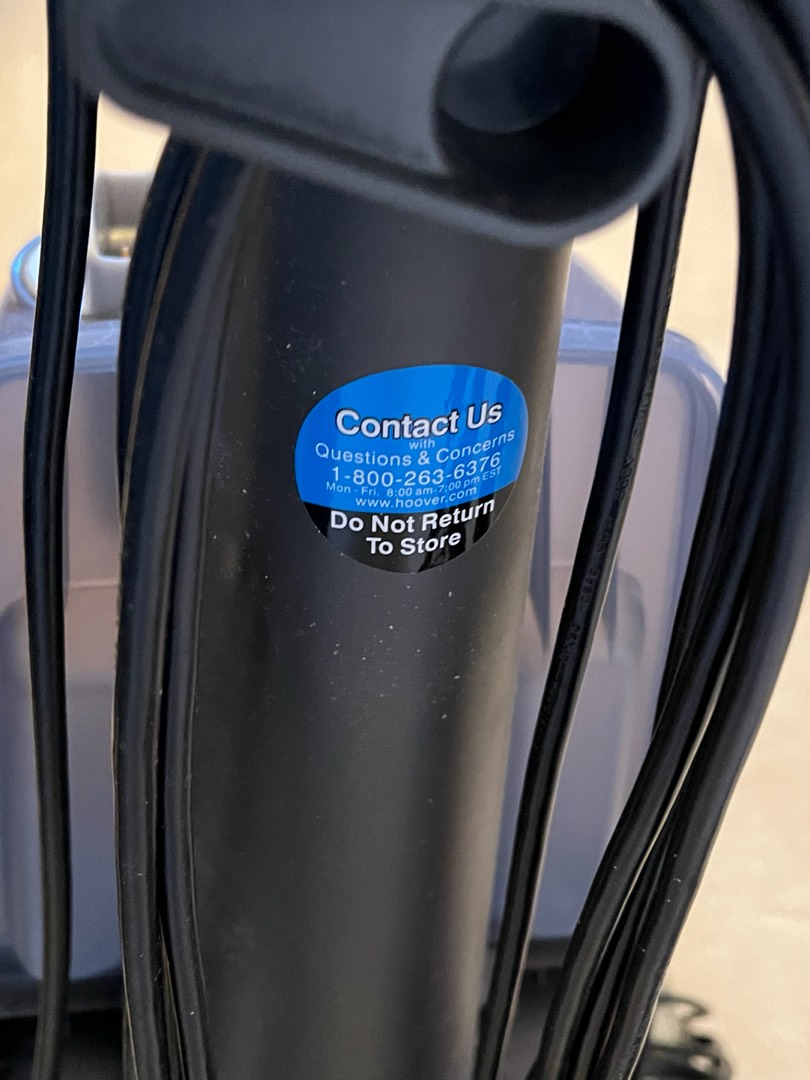 Contact Us
with
Questions & Concerns
1-800-263-6376
Mon - Fri. 8:00 am-7:00 pm EST
www.hoover.com
Do Not Return
To Store